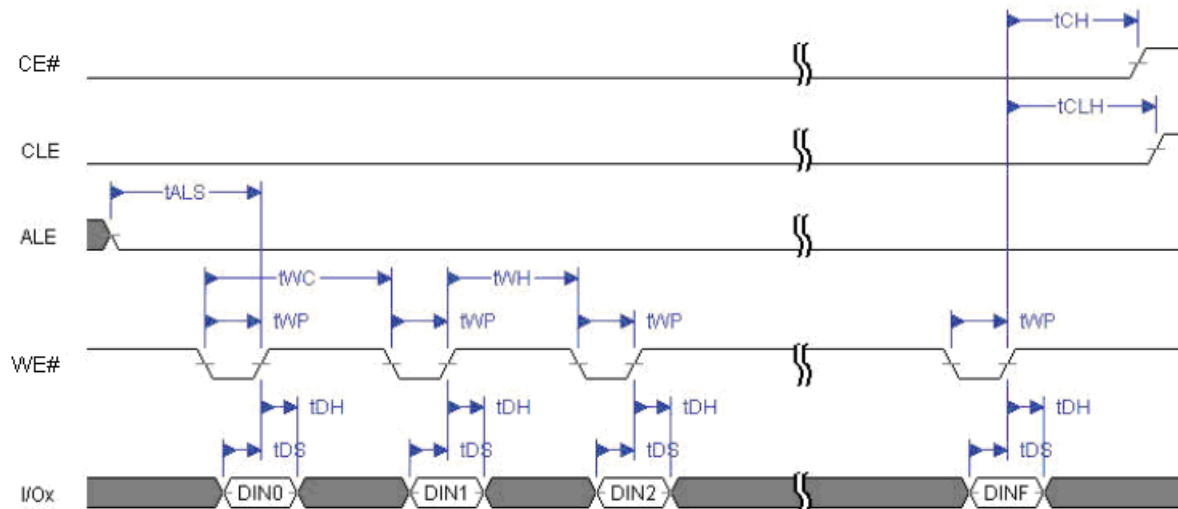 tCH
CE#
tCLH
CLE
tALS
ALE
tWC tWH
tWP tWP tWP tWP
WE#
tDH tDH tDH tDH
tDS tDS tDS tDS
I/Ox DIN0 DIN1 DIN2 DINF